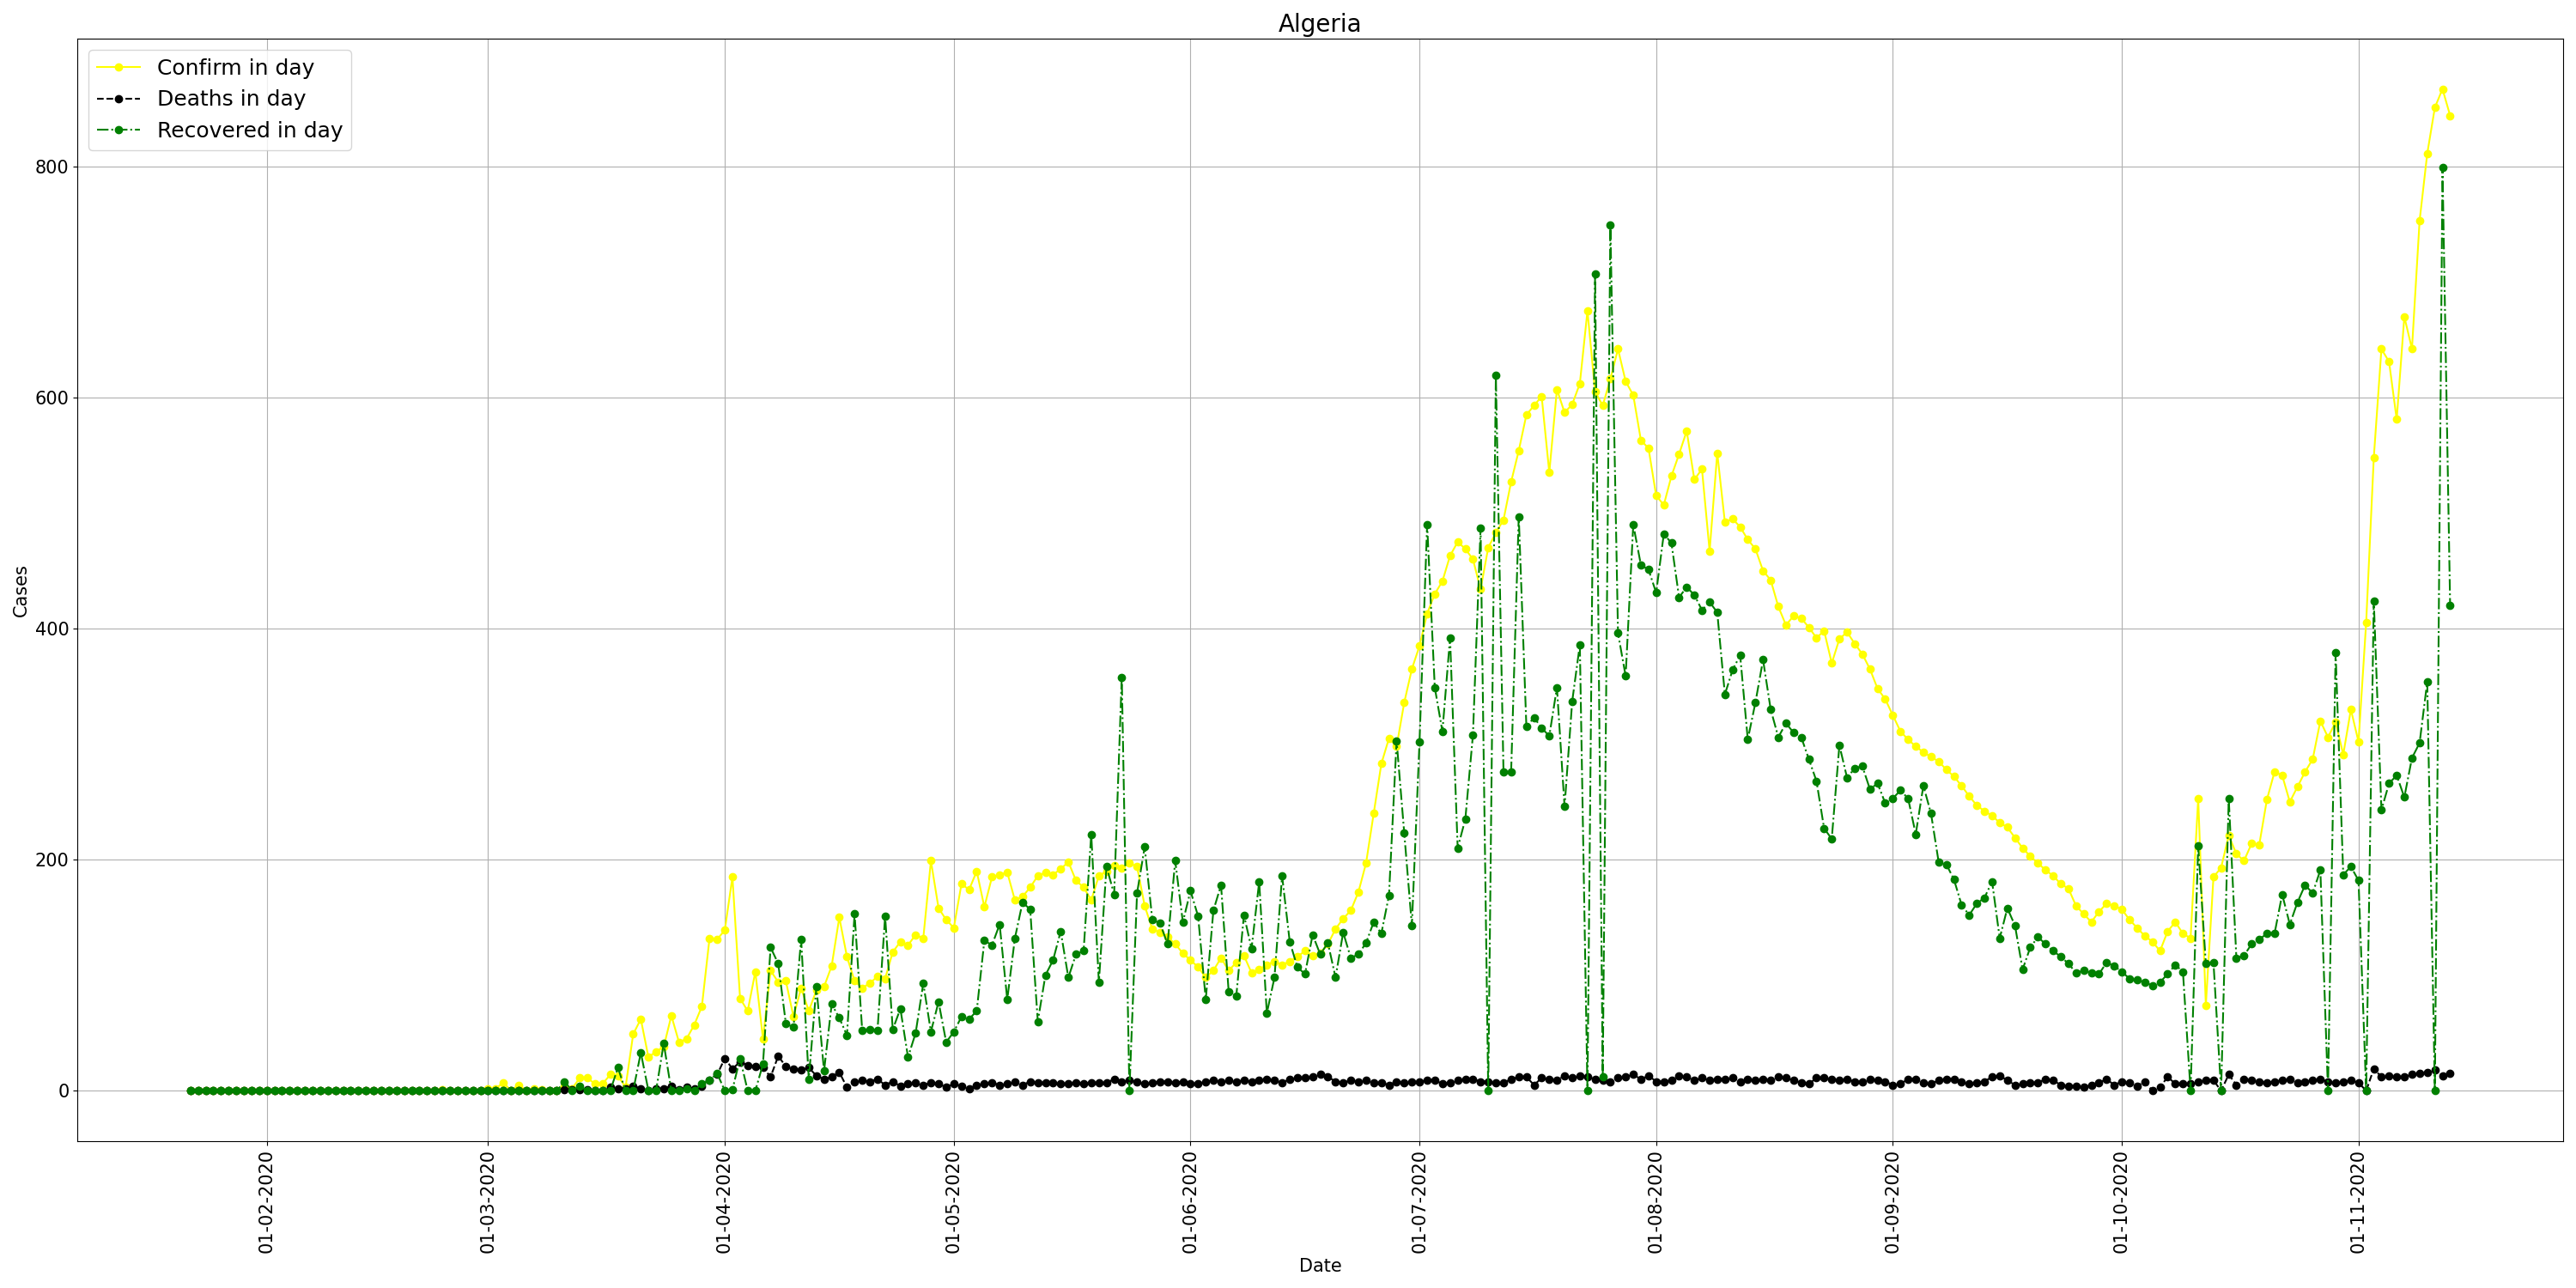 Algeria
Confirm in day
Deaths in day
Recovered in day
Cases
800
600
400
200
0
01-02-2020
01-03-2020
01-04-2020
01-05-2020
01-06-2020
01-07-2020
01-08-2020
01-09-2020
01-10-2020
01-11-2020
Date